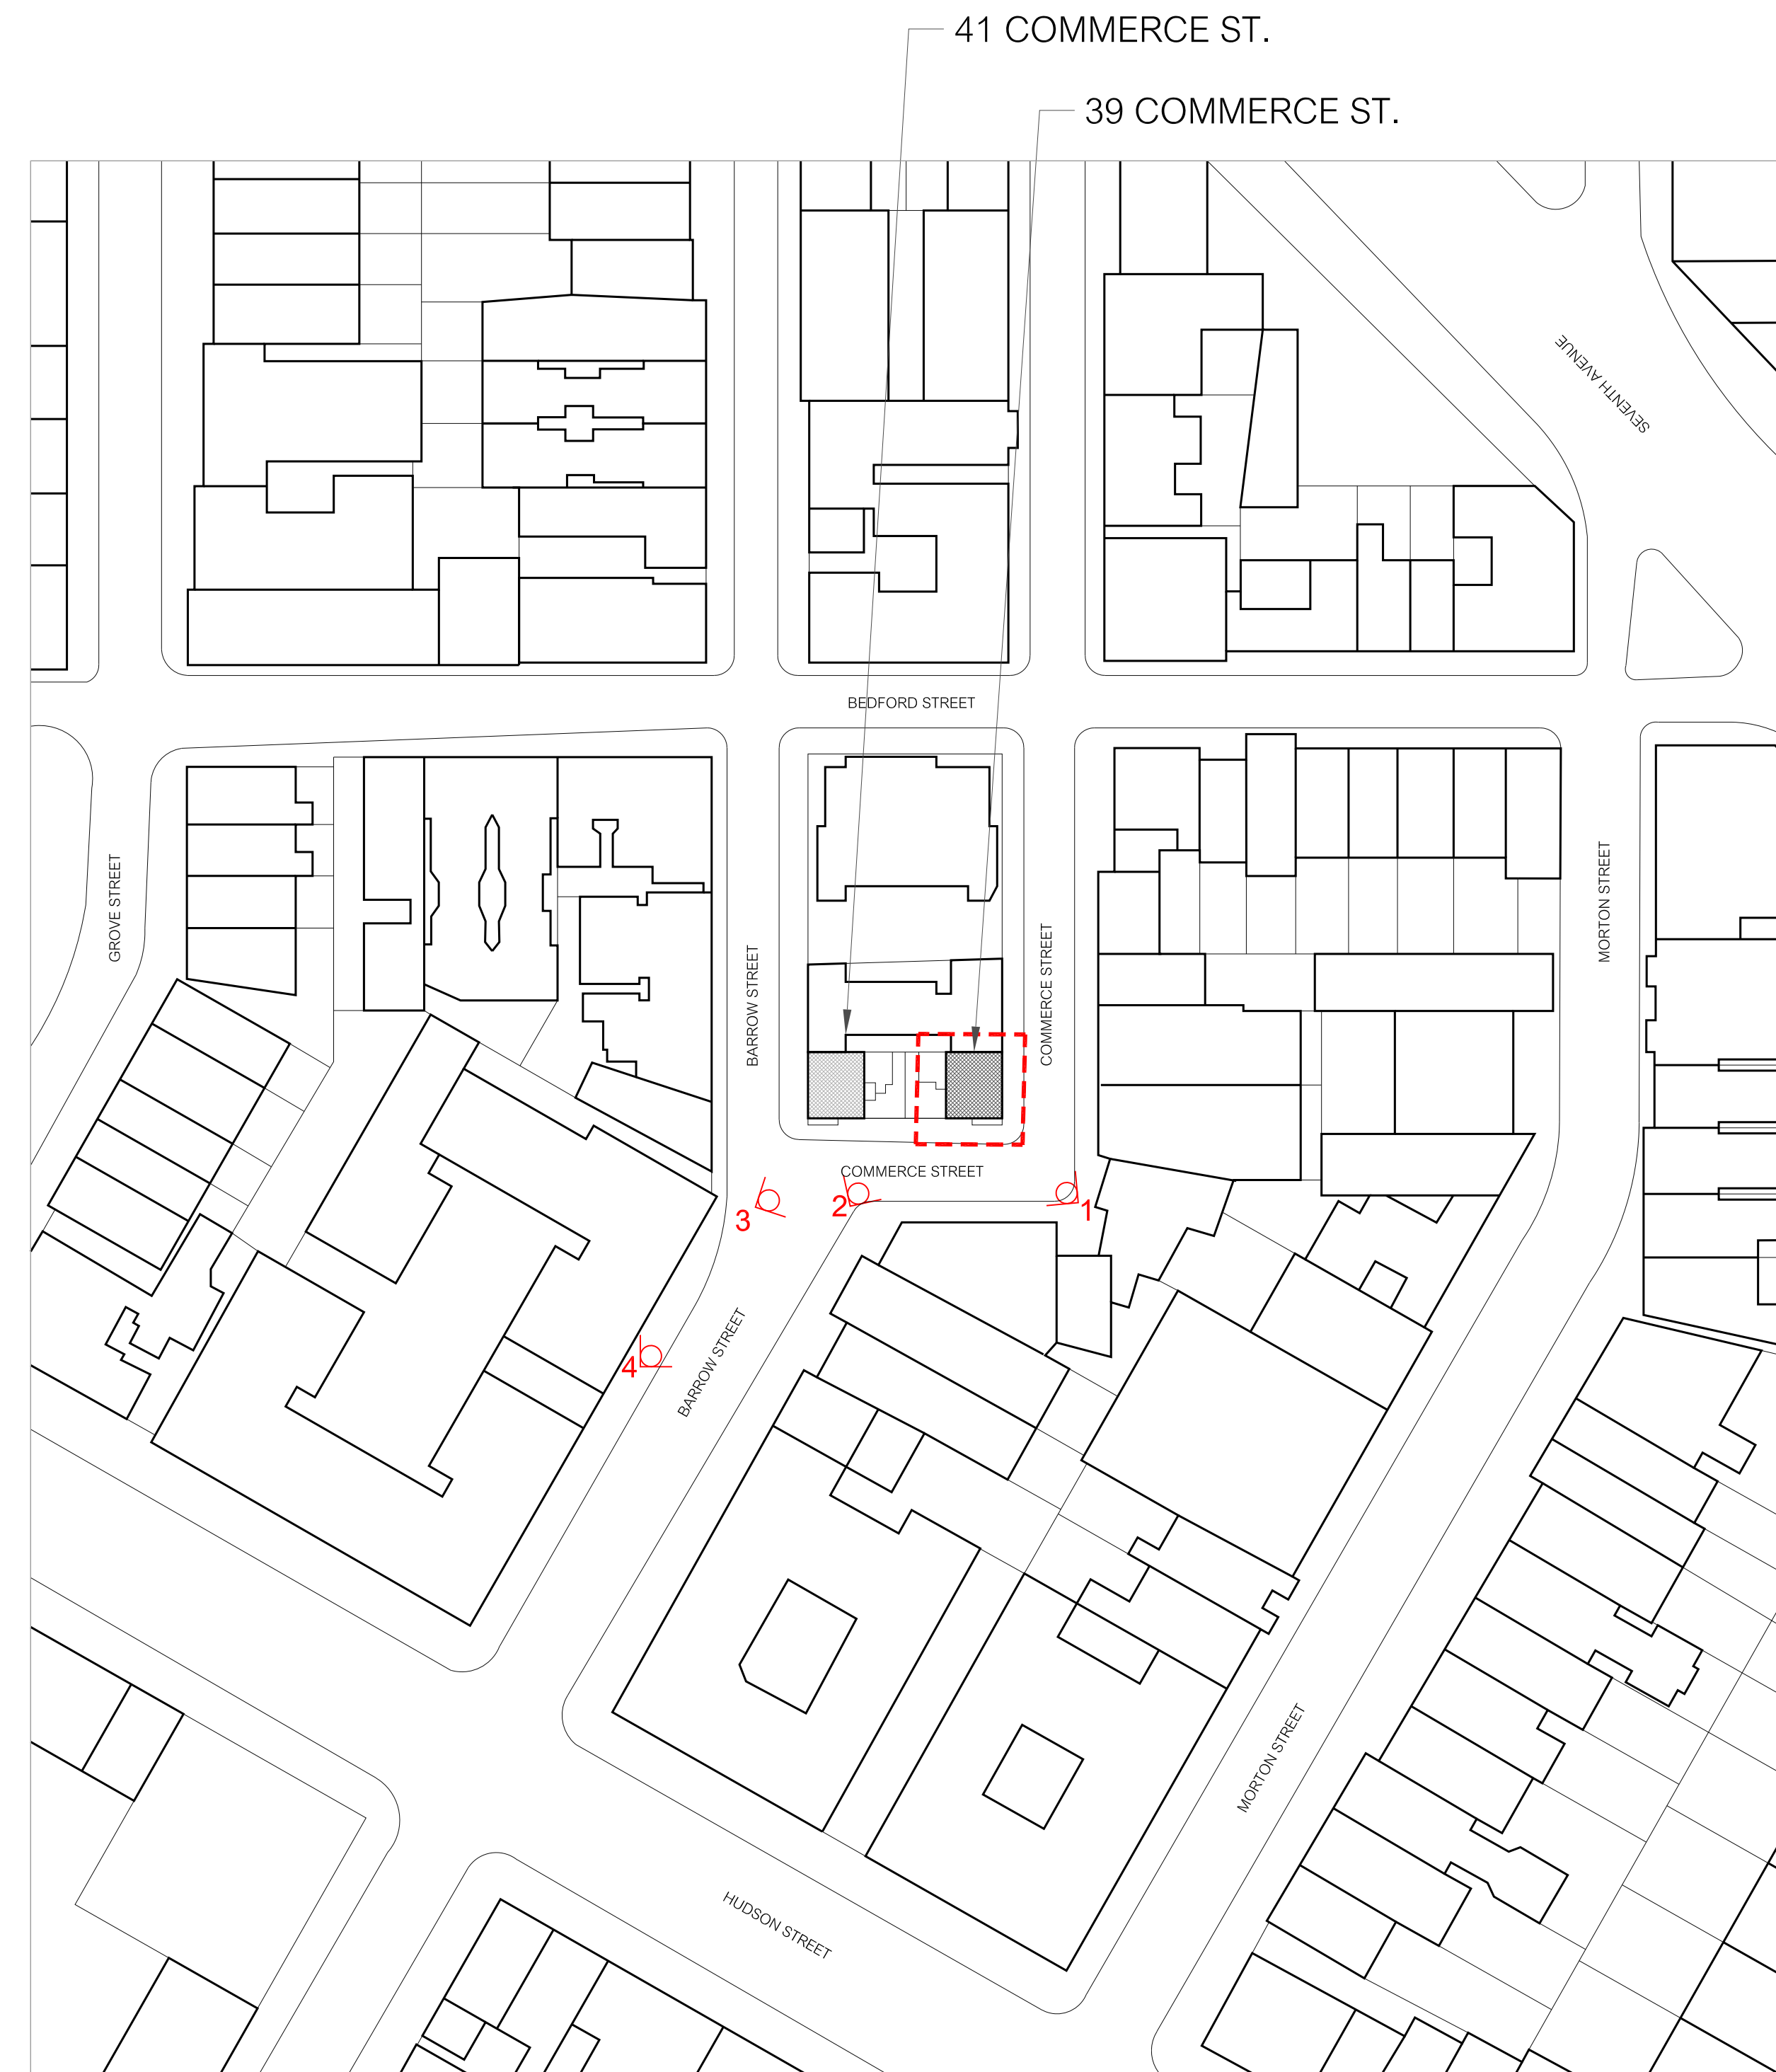 41 COMMERCE ST.
39 COMMERCE ST.
SEVENTH AVENUE
BEDFORD STREET
GROVE STREET
BARROW STREET
COMMERCE STREET
MORTON STREET
COMMERCE STREET
1
2
3
4
BARROW STREET
MORTON STREET
HUDSON STREET